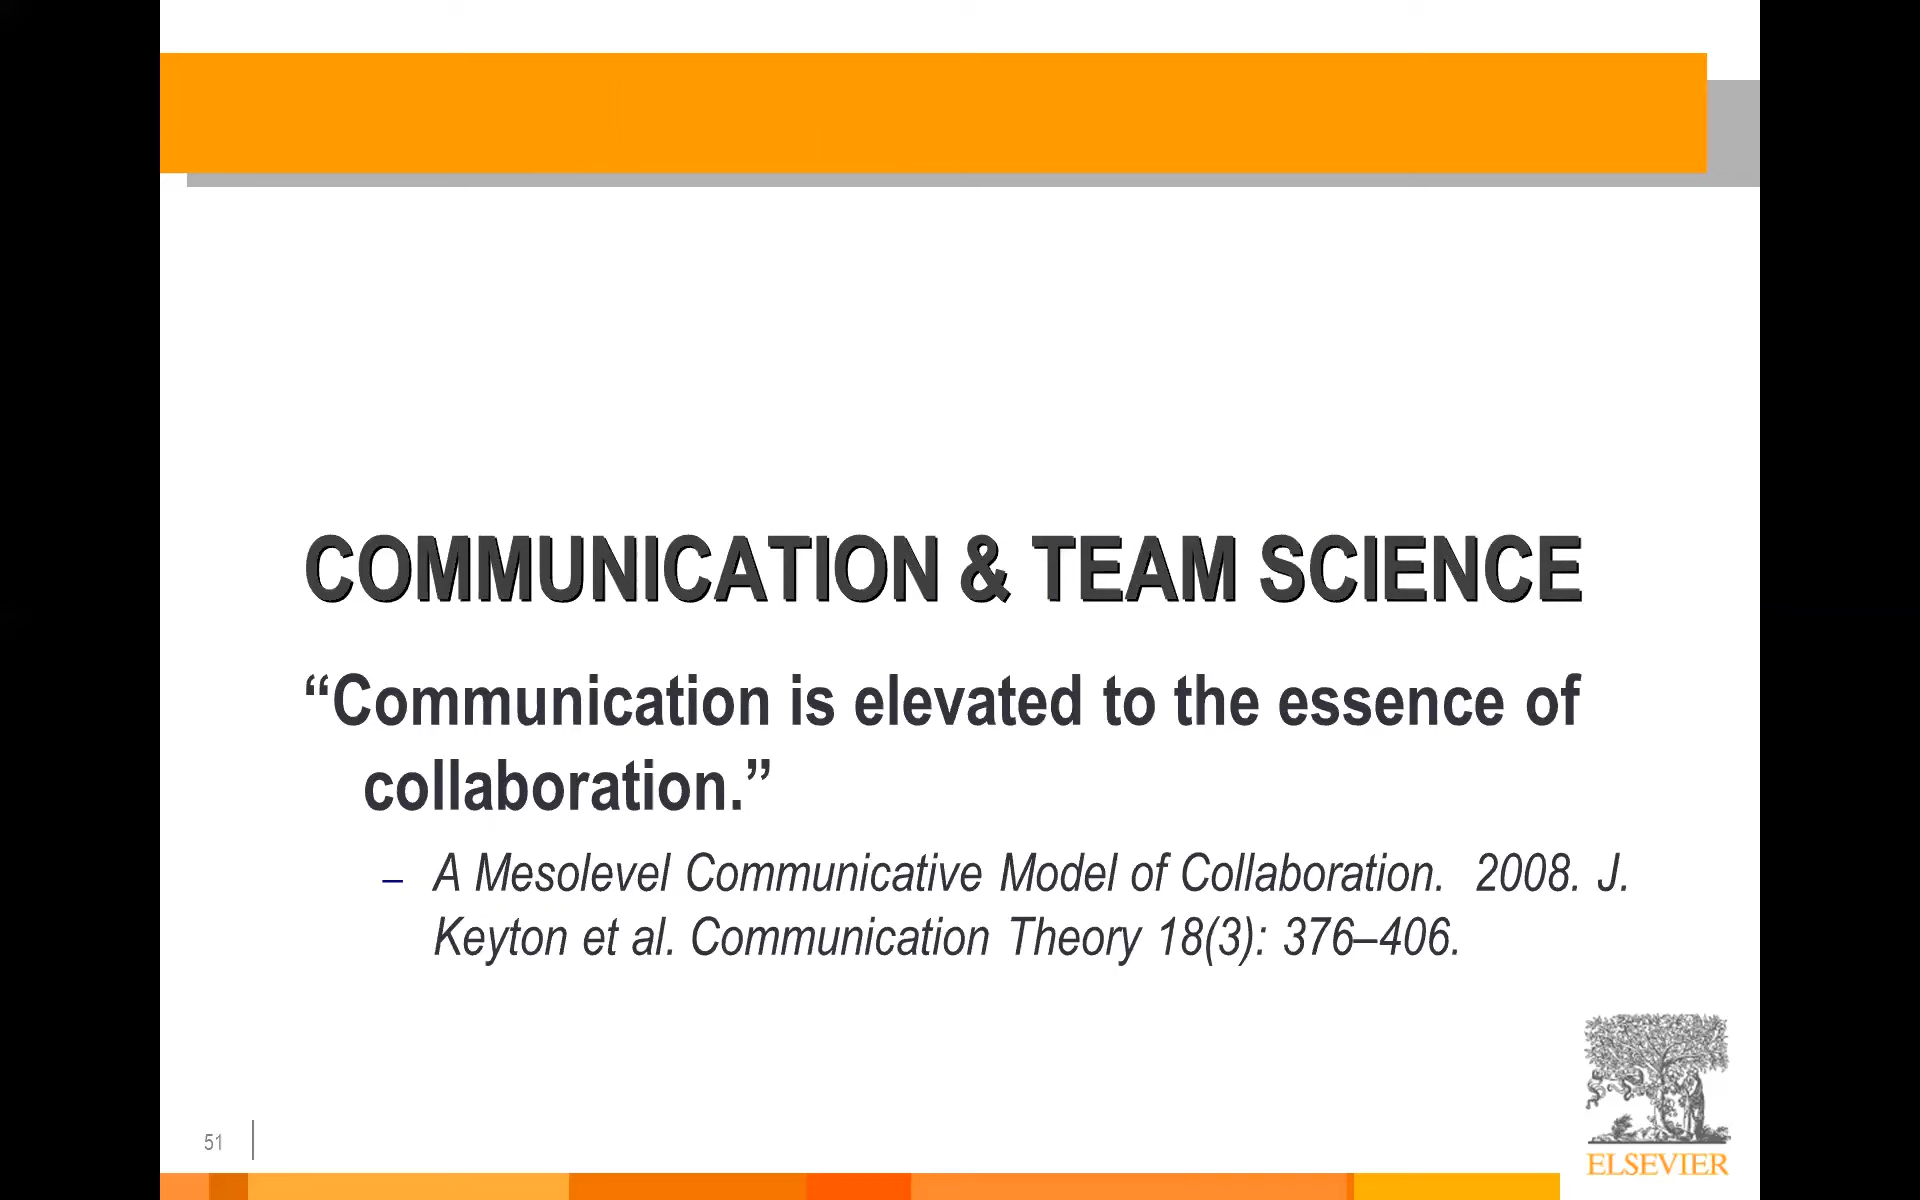 COMMUNICATION & TEAM SCIENCE
“Communication is elevated to the essence of
collaboration.”
– A Mesolevel Communicative Model of Collaboration.  2008. J.
Keyton et al. Communication Theory 18(3): 376–406.
51
ELSEVIER